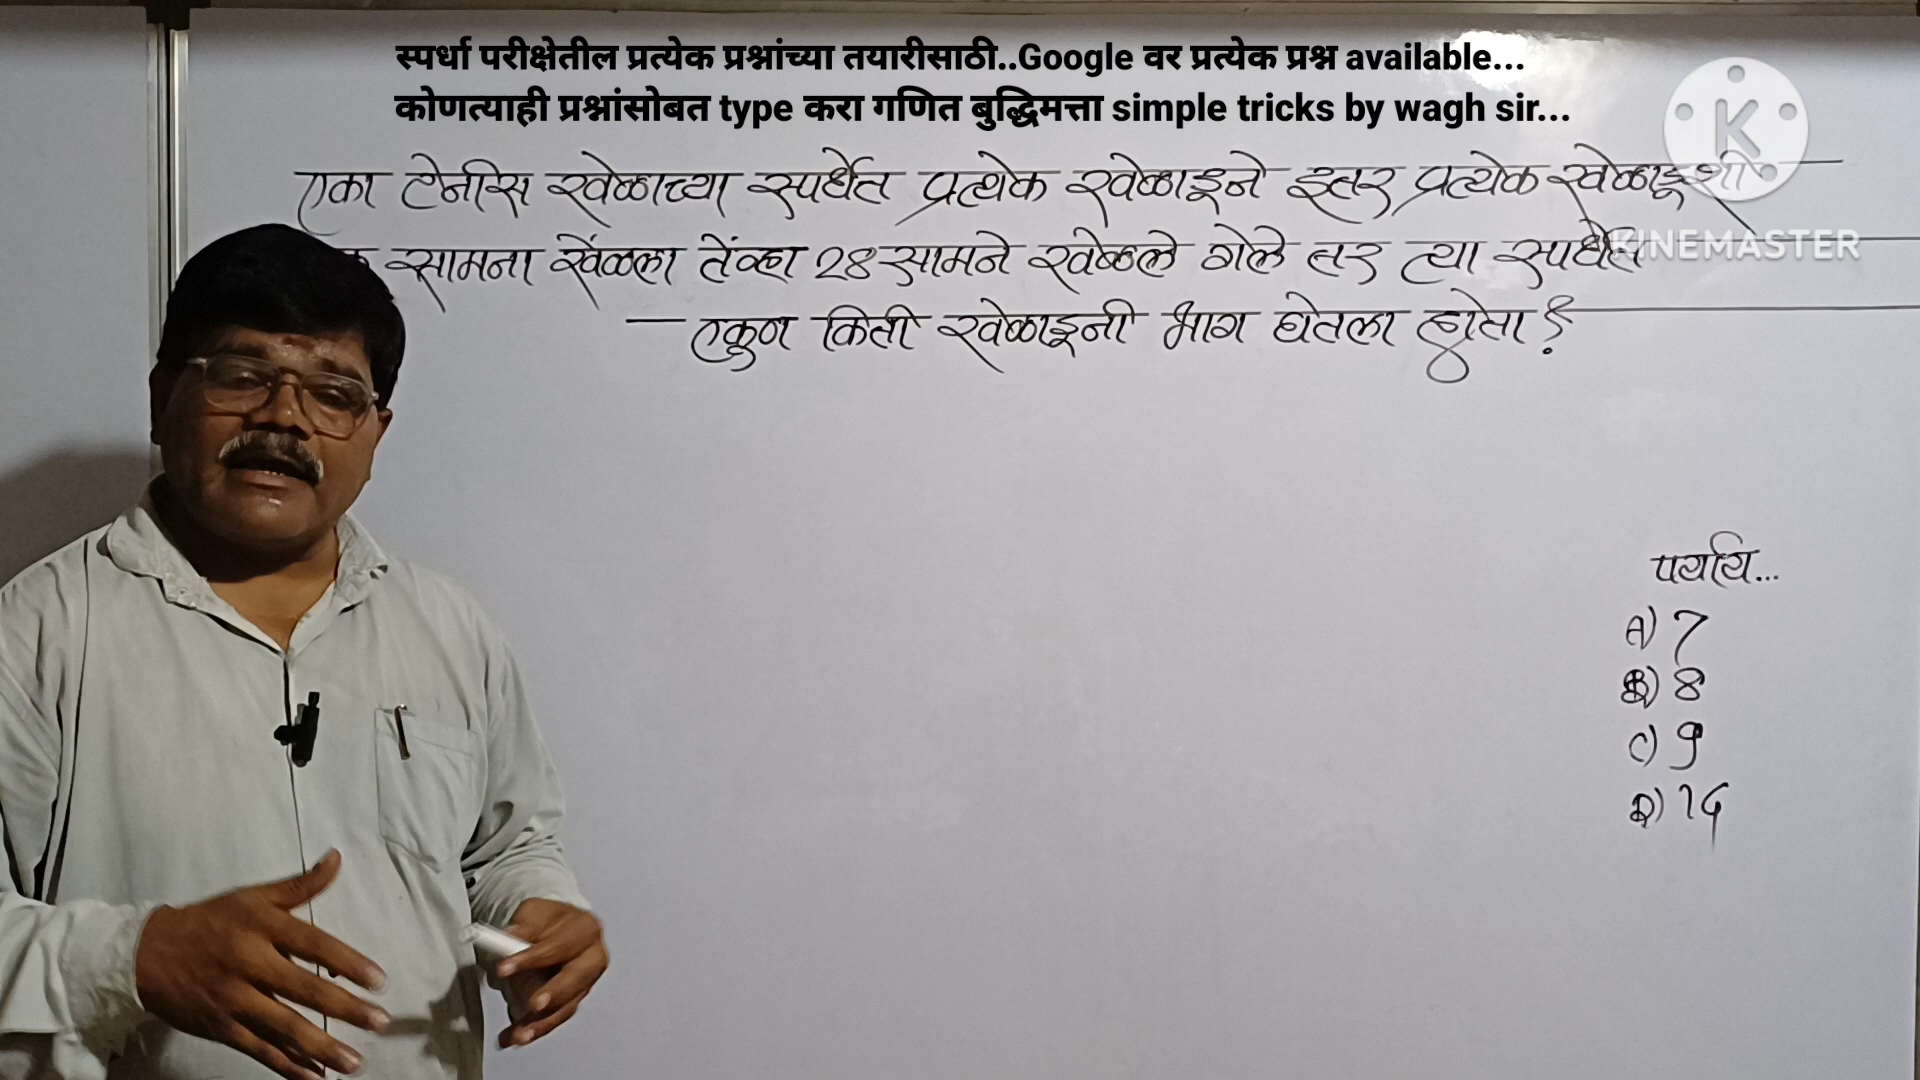 स्पर्धा परीक्षेतील प्रत्येक प्रश्नांच्या तयारीसाठी..Google वर प्रत्येक प्रश्न available...
कोणत्याही प्रश्नांसोबत type करा गणित बुद्धिमत्ता simple tricks by wagh sir...
एका टेनीस खेळाच्या स्पर्धेत प्रत्येक खेळाडूने इतर प्रत्येक खेळाडूशी
सामना खेंळला तेंव्हा 28 सामने खेळले गेले तर त्या स्पर्धेत
एकुण किती खेळाडूनी भाग घेतला होता?
K
KINEMASTER
पर्याय...
A) 7
B) 8
C) 9
D) 14